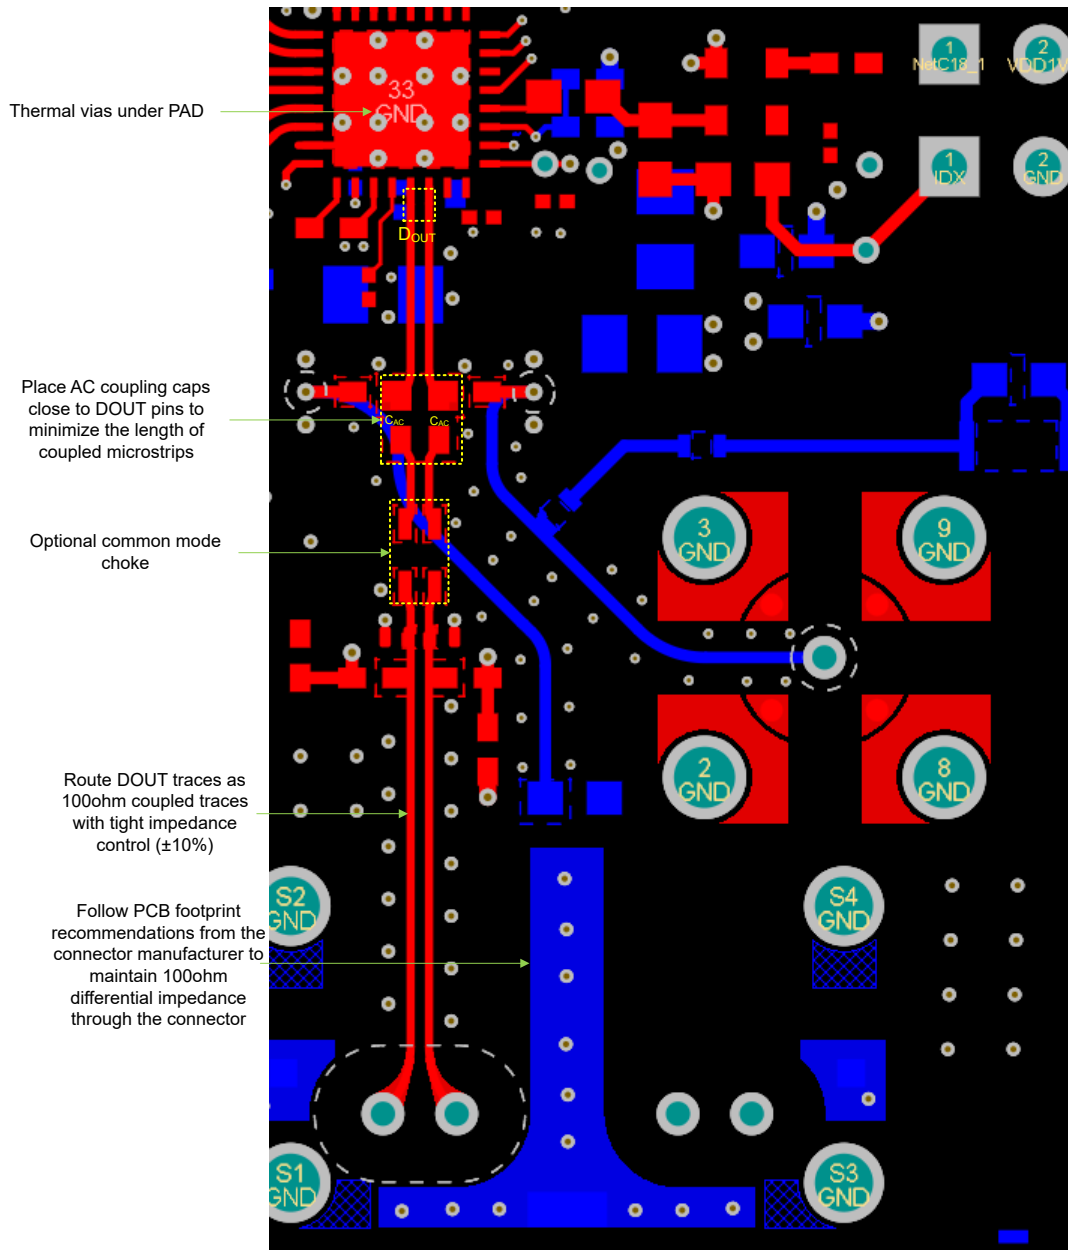 1
NetC18_1
2
VDD1V
Thermal vias under PAD
33
GND
1
IDX
2
GND
DOUT
Place AC coupling caps
close to DOUT pins to
minimize the length of
coupled microstrips
CAC
CAC
Optional common mode
choke
3
GND
9
GND
2
GND
8
GND
Route DOUT traces as
100ohm coupled traces
with tight impedance
control (±10%)
S2
GND
S4
GND
Follow PCB footprint
recommendations from the
connector manufacturer to
maintain 100ohm
differential impedance
through the connector
S1
GND
S3
GND